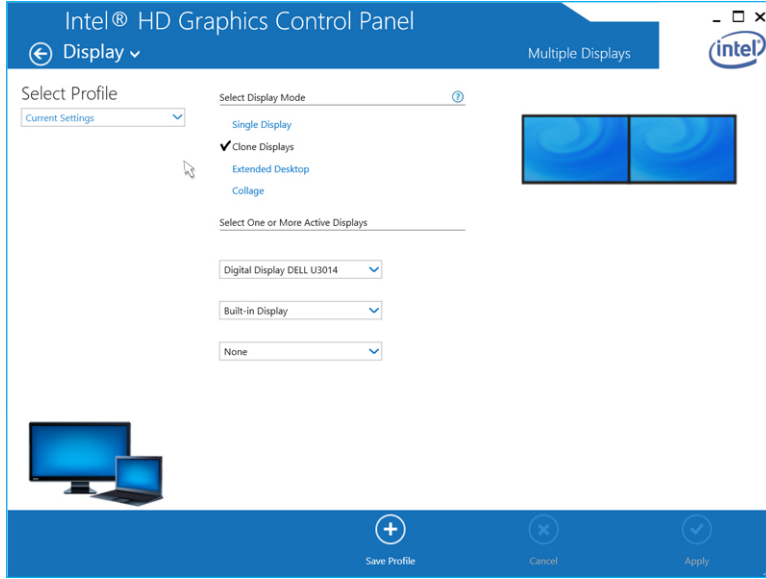 Intel® HD Graphics Control Panel
Display
Multiple Displays
intel
Select Profile
Current Settings
Select Display Mode
?
Single Display
Clone Displays
Extended Desktop
Collage
Select One or More Active Displays
Digital Display DELL U3014
Built-in Display
None
Save Profile
Cancel
Apply